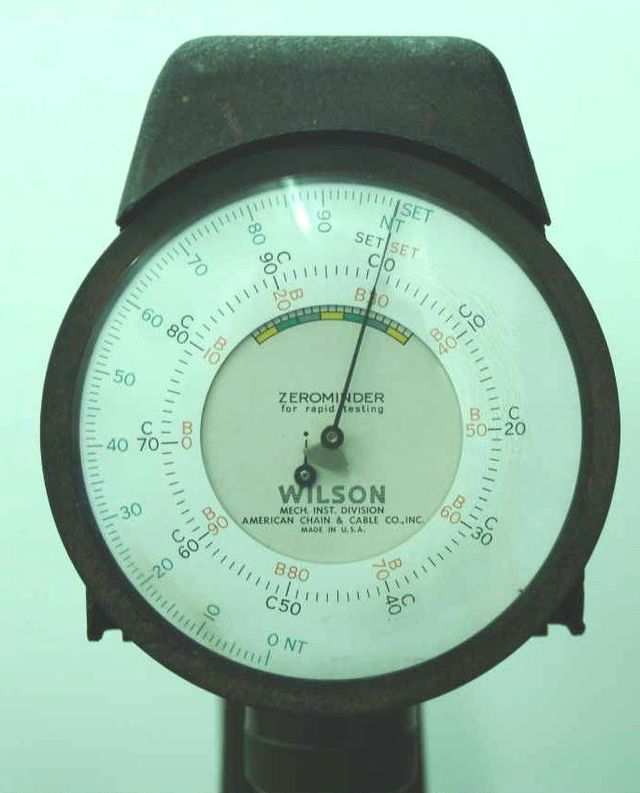 SET
NT
SET SET
C 0
B30
90
80
70
60
50
40
30
20
10
0 NT
C
90
B
20
C
80
B
10
C
70
B
0
C
60
B
90
C50
B80
C
40
B
70
C
30
B
60
C
20
B
50
C
10
B
40
ZEROMINDER
for rapid testing
WILSON
MECH. INST. DIVISION
AMERICAN CHAIN & CABLE CO., INC.
MADE IN U.S.A.